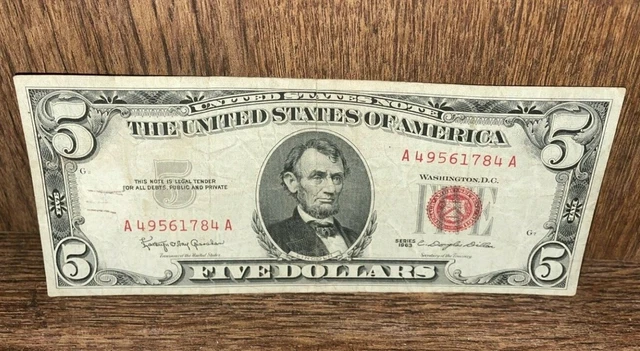 UNITED STATES NOTE
THE UNITED STATES OF AMERICA
5
5
5
A 49561784 A
G
WASHINGTON, D.C.
THIS NOTE IS LEGAL TENDER
FOR ALL DEBTS, PUBLIC AND PRIVATE
FIVE
G
A 49561784 A
SERIES
1963
Treasurer of the United States
Secretary of the Treasury
5
FIVE DOLLARS
5